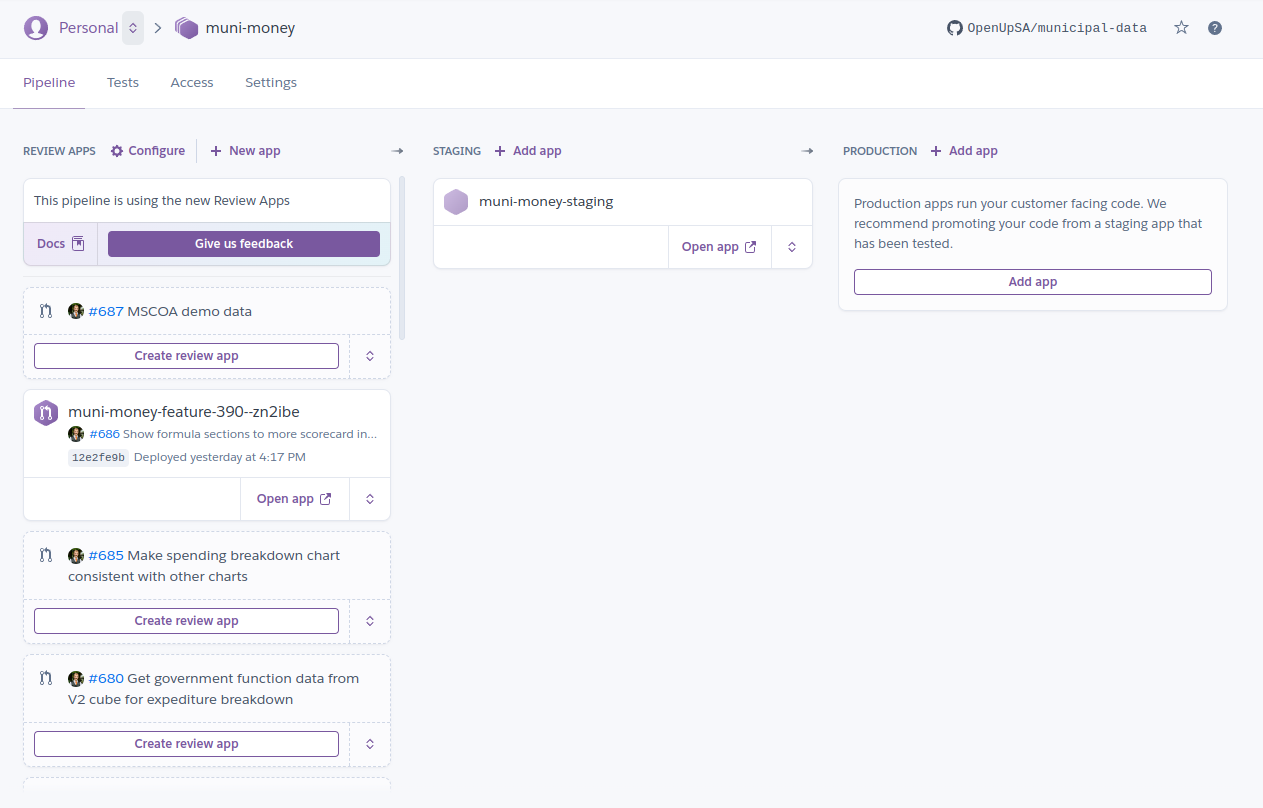 Personal > muni-money
OpenUpSA/municipal-data
Pipeline Tests Access Settings
REVIEW APPS Configure + New app
This pipeline is using the new Review Apps
Docs Give us feedback
#687 MSCOA demo data
Create review app
muni-money-feature-390--zn2ibe
#686 Show formula sections to more scorecard in...
12e2fe9b Deployed yesterday at 4:17 PM
Open app
#685 Make spending breakdown chart
consistent with other charts
Create review app
#680 Get government function data from
V2 cube for expediture breakdown
Create review app
STAGING + Add app
muni-money-staging
Open app
PRODUCTION + Add app
Production apps run your customer facing code. We
recommend promoting your code from a staging app that
has been tested.
Add app